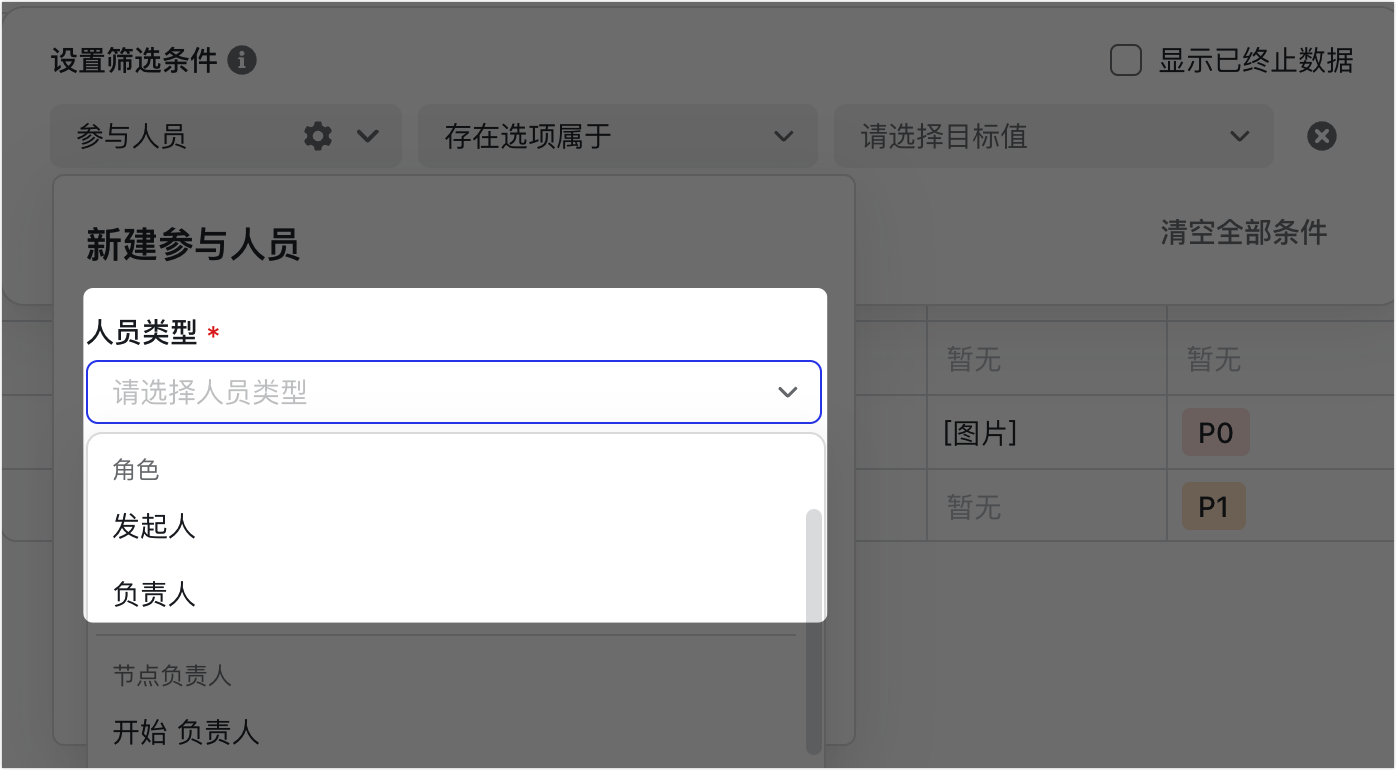 设置筛选条件
显示已终止数据
参与人员
存在选项属于
请选择目标值
新建参与人员
清空全部条件
人员类型 *
请选择人员类型
暂无 暂无
角色
[图片] P0
发起人
暂无 P1
负责人
节点负责人
开始 负责人